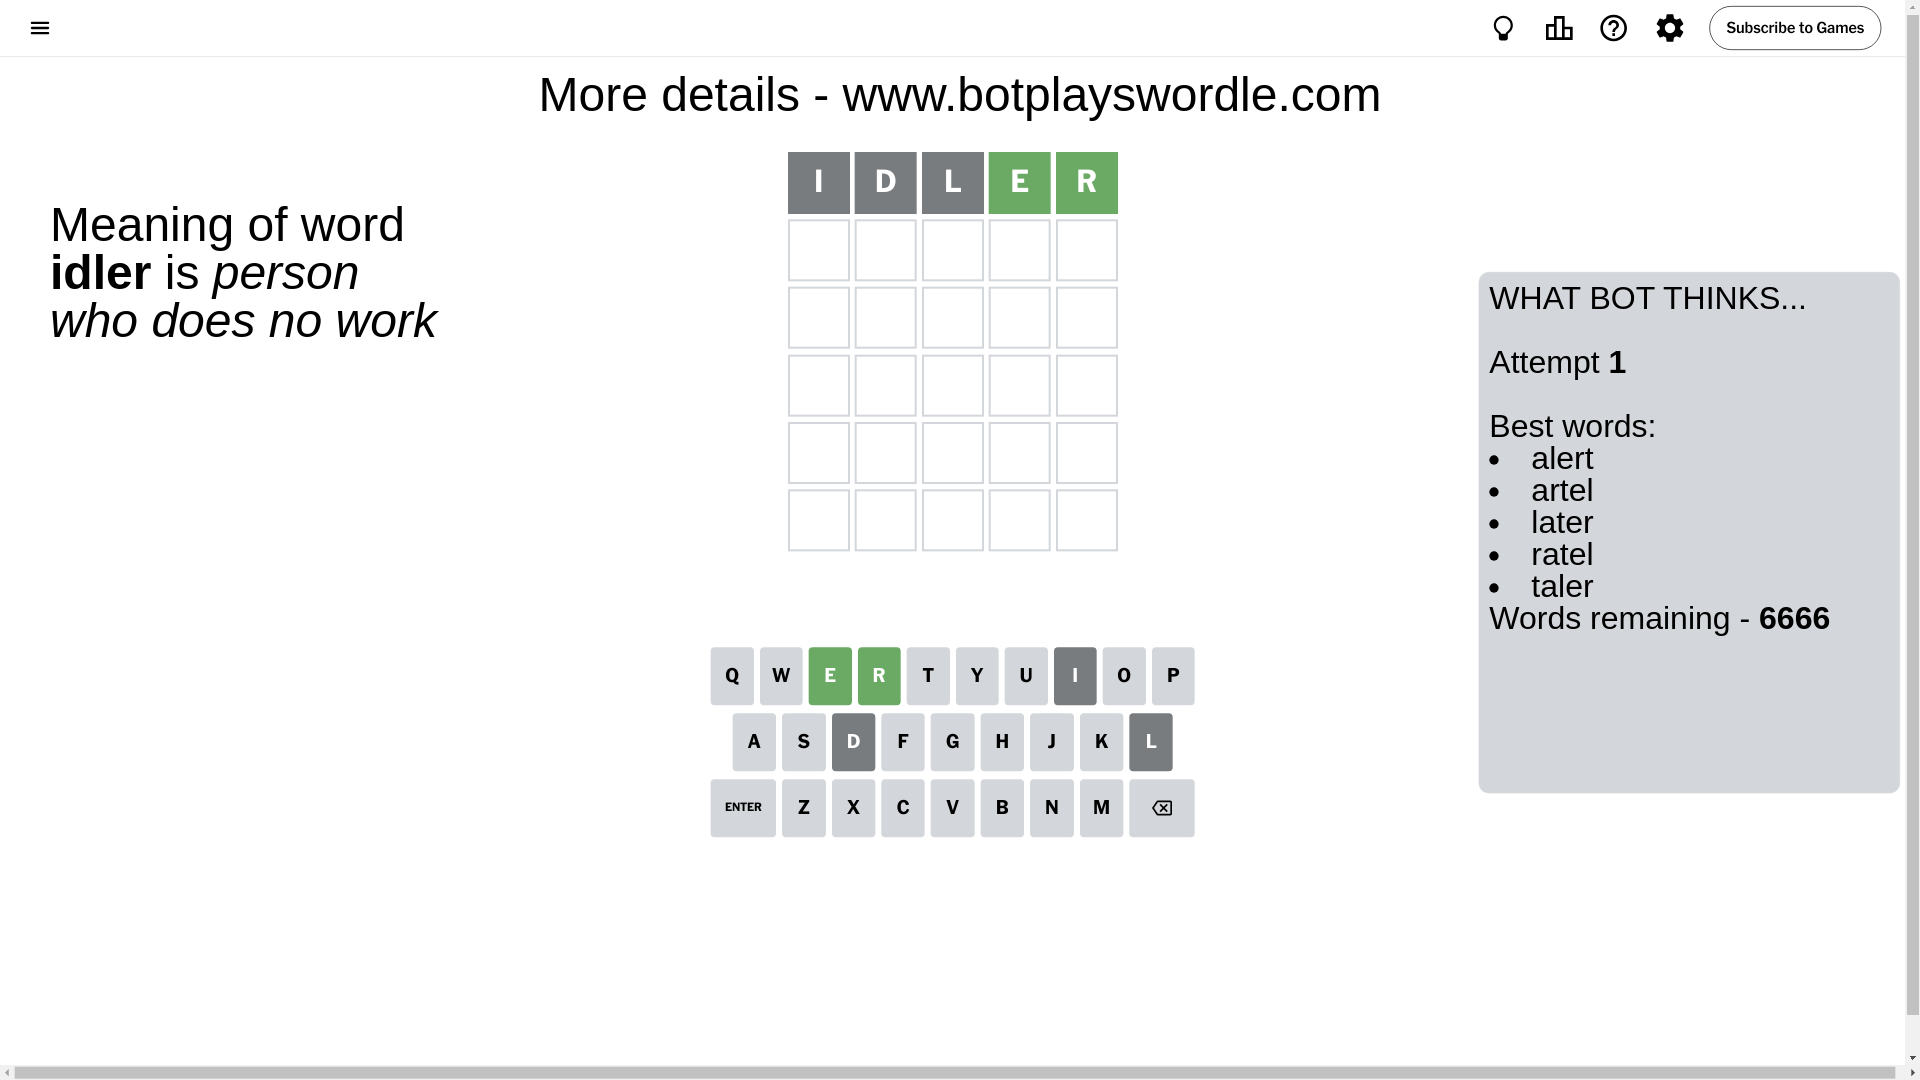 Subscribe to Games
More details - www.botplayswordle.com
Meaning of word
idler is person
who does no work
I D L E R
WHAT BOT THINKS...
Attempt 1
Best words:
• alert
• artel
• later
• ratel
• taler
Words remaining - 6666
Q W E R T Y U I O P
A S D F G H J K L
ENTER Z X C V B N M